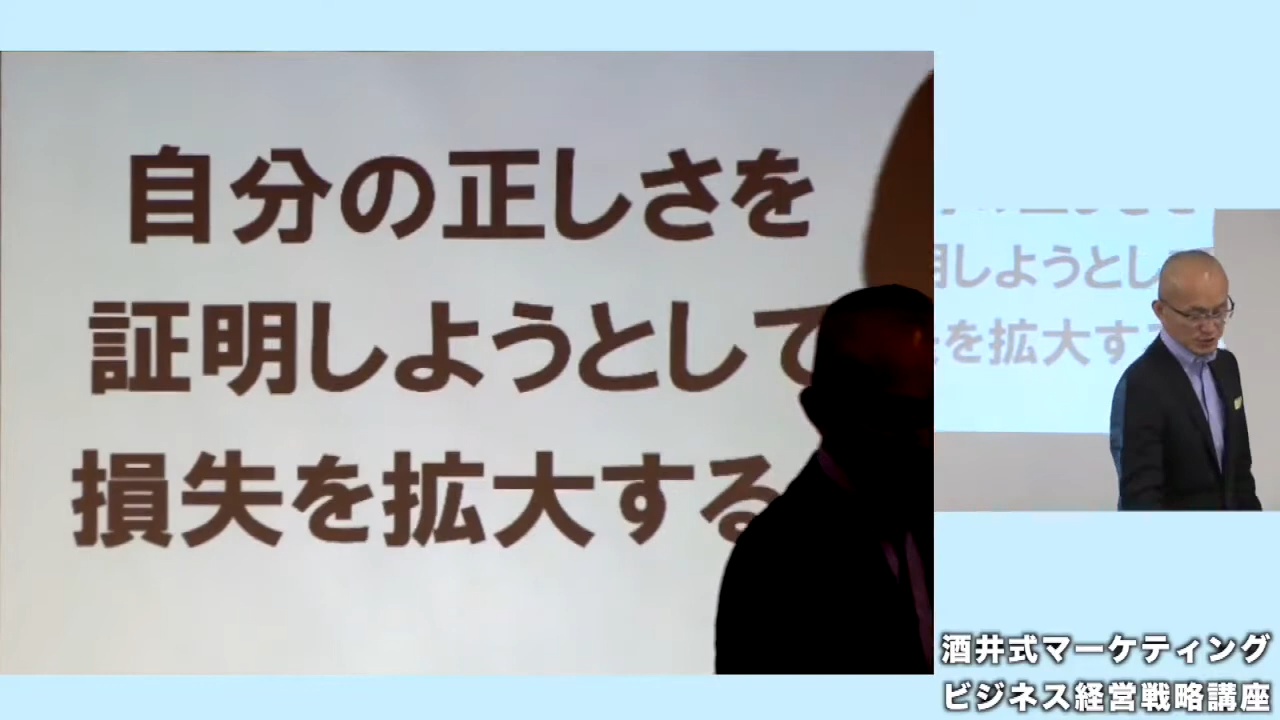 自分の正しさを
証明しようとして
損失を拡大する
明しようとし
を拡大す
酒井式マーケティング
ビジネス経営戦略講座